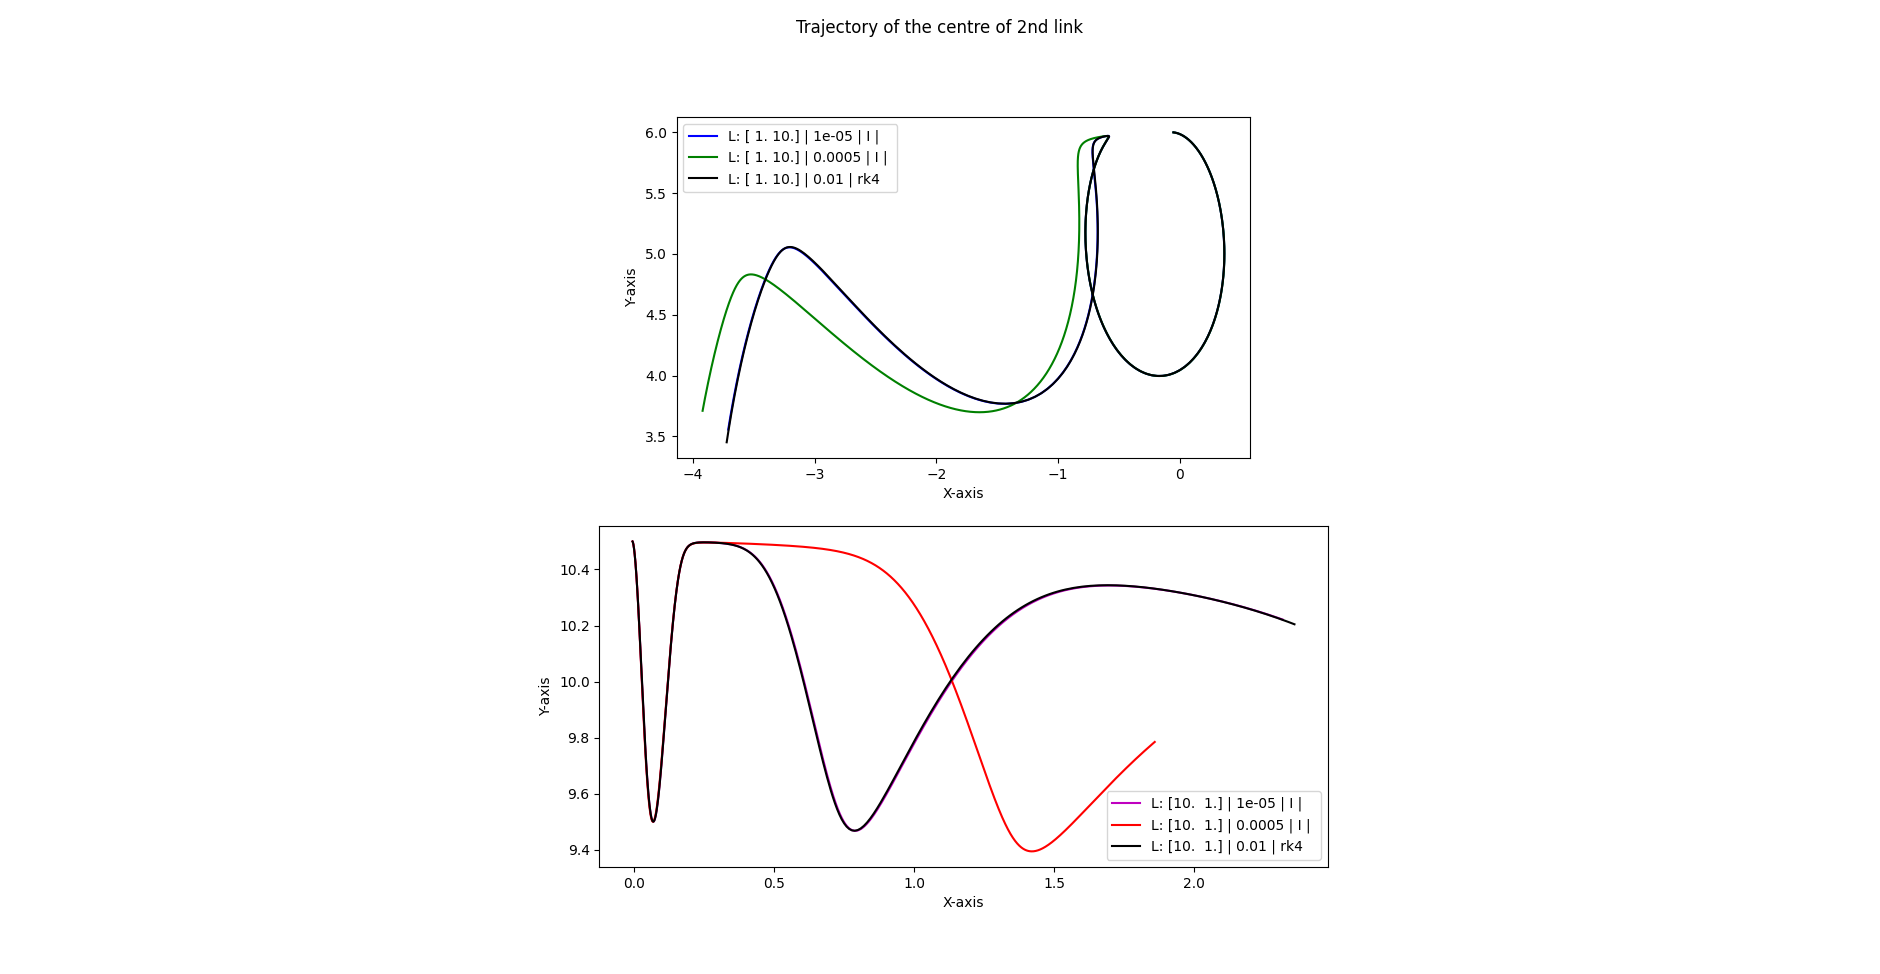 Trajectory of the centre of 2nd link
L: [ 1. 10.] | 1e-05 | I |
L: [ 1. 10.] | 0.0005 | I |
L: [ 1. 10.] | 0.01 | rk4
6.0
5.5
5.0
4.5
4.0
3.5
Y-axis
−4
−3
−2
−1
0
X-axis
10.4
10.2
10.0
9.8
9.6
9.4
Y-axis
L: [10.  1.] | 1e-05 | I |
L: [10.  1.] | 0.0005 | I |
L: [10.  1.] | 0.01 | rk4
0.0
0.5
1.0
1.5
2.0
X-axis